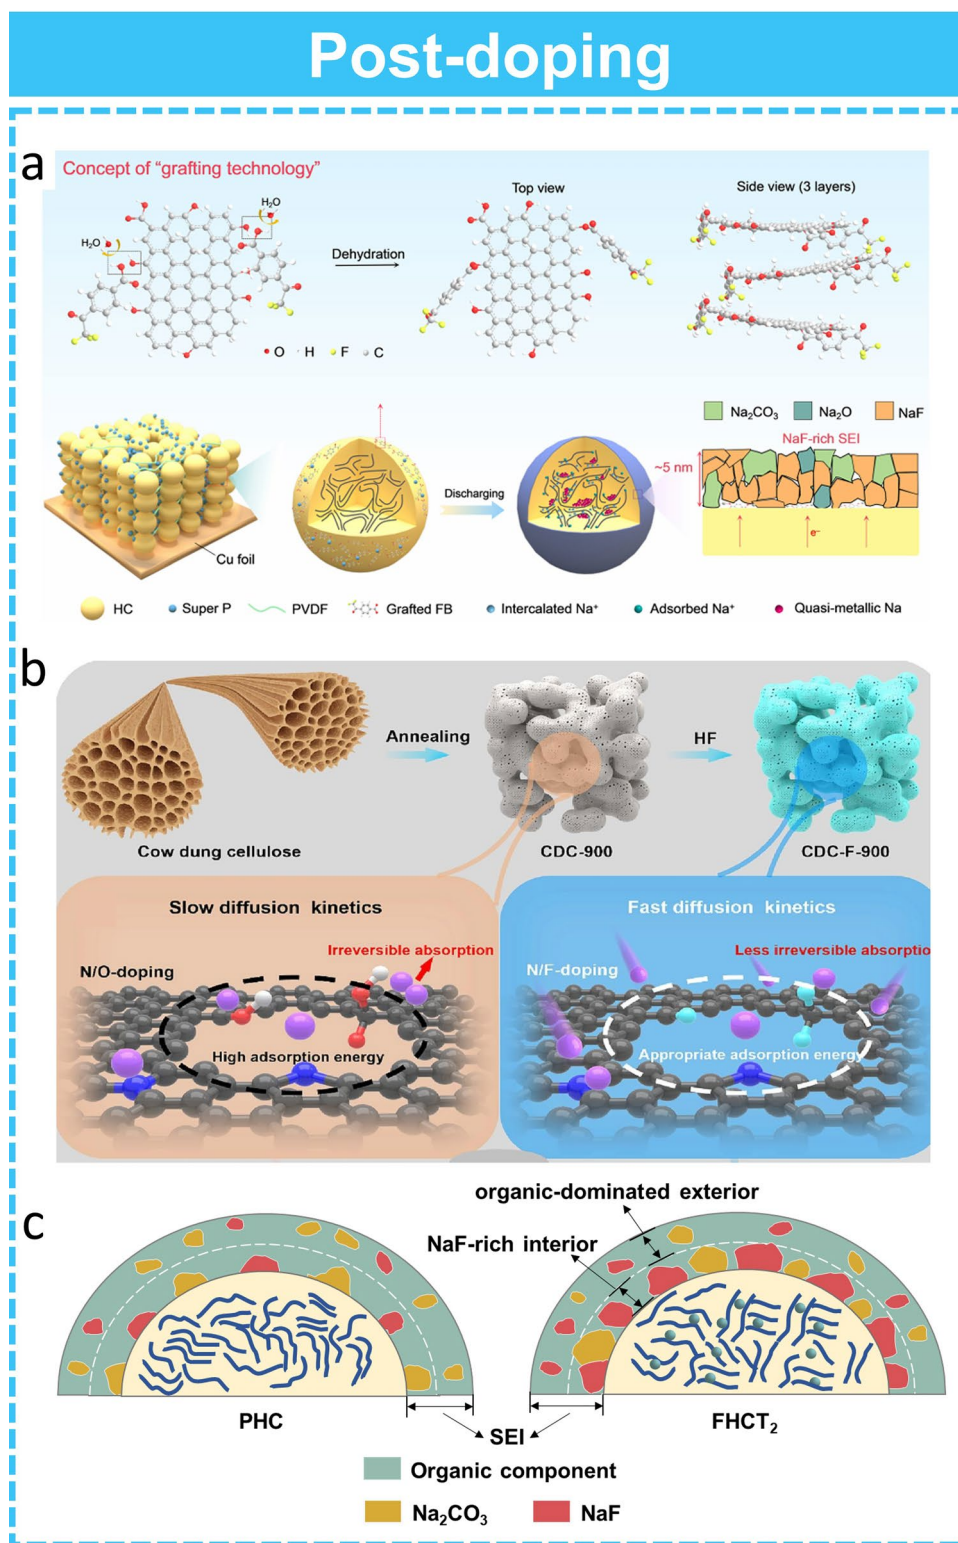 Post-doping
a
Concept of "grafting technology"
H₂O
H₂O
Dehydration
Top view
Side view (3 layers)
O H F C
Na₂CO₃ Na₂O NaF
NaF-rich SEI
~5 nm
Discharging
e⁻
Cu foil
HC Super P PVDF Grafted FB Intercalated Na⁺ Adsorbed Na⁺ Quasi-metallic Na
b
Annealing
HF
Cow dung cellulose
CDC-900
CDC-F-900
Slow diffusion kinetics
Fast diffusion kinetics
Irreversible absorption
Less irreversible absorptio
N/O-doping
N/F-doping
High adsorption energy
Appropriate adsorption energy
c
organic-dominated exterior
NaF-rich interior
PHC
FHCT₂
SEI
Organic component
Na₂CO₃ NaF